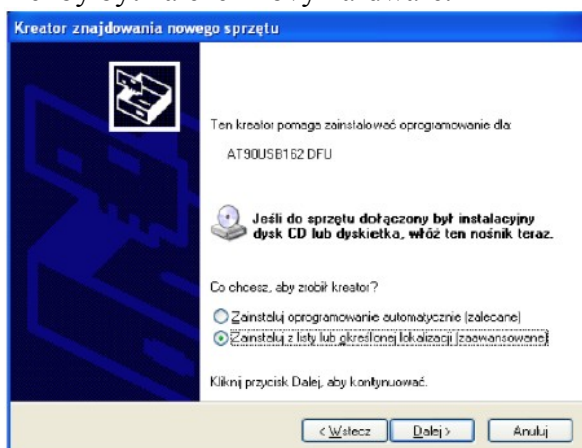 Kreator znajdowania nowego sprzętu
Ten kreator pomaga zainstalować oprogramowanie dla:
AT90USB162 DFU
Jeśli do sprzętu dołączony był instalacyjny
dysk CD lub dyskietka, włóż ten nośnik teraz.
Co chcesz, aby zrobił kreator?
Zainstaluj oprogramowanie automatycznie (zalecane)
Zainstaluj z listy lub określonej lokalizacji (zaawansowane)
Kliknij przycisk Dalej, aby kontynuować.
< Wstecz Dalej > Anuluj